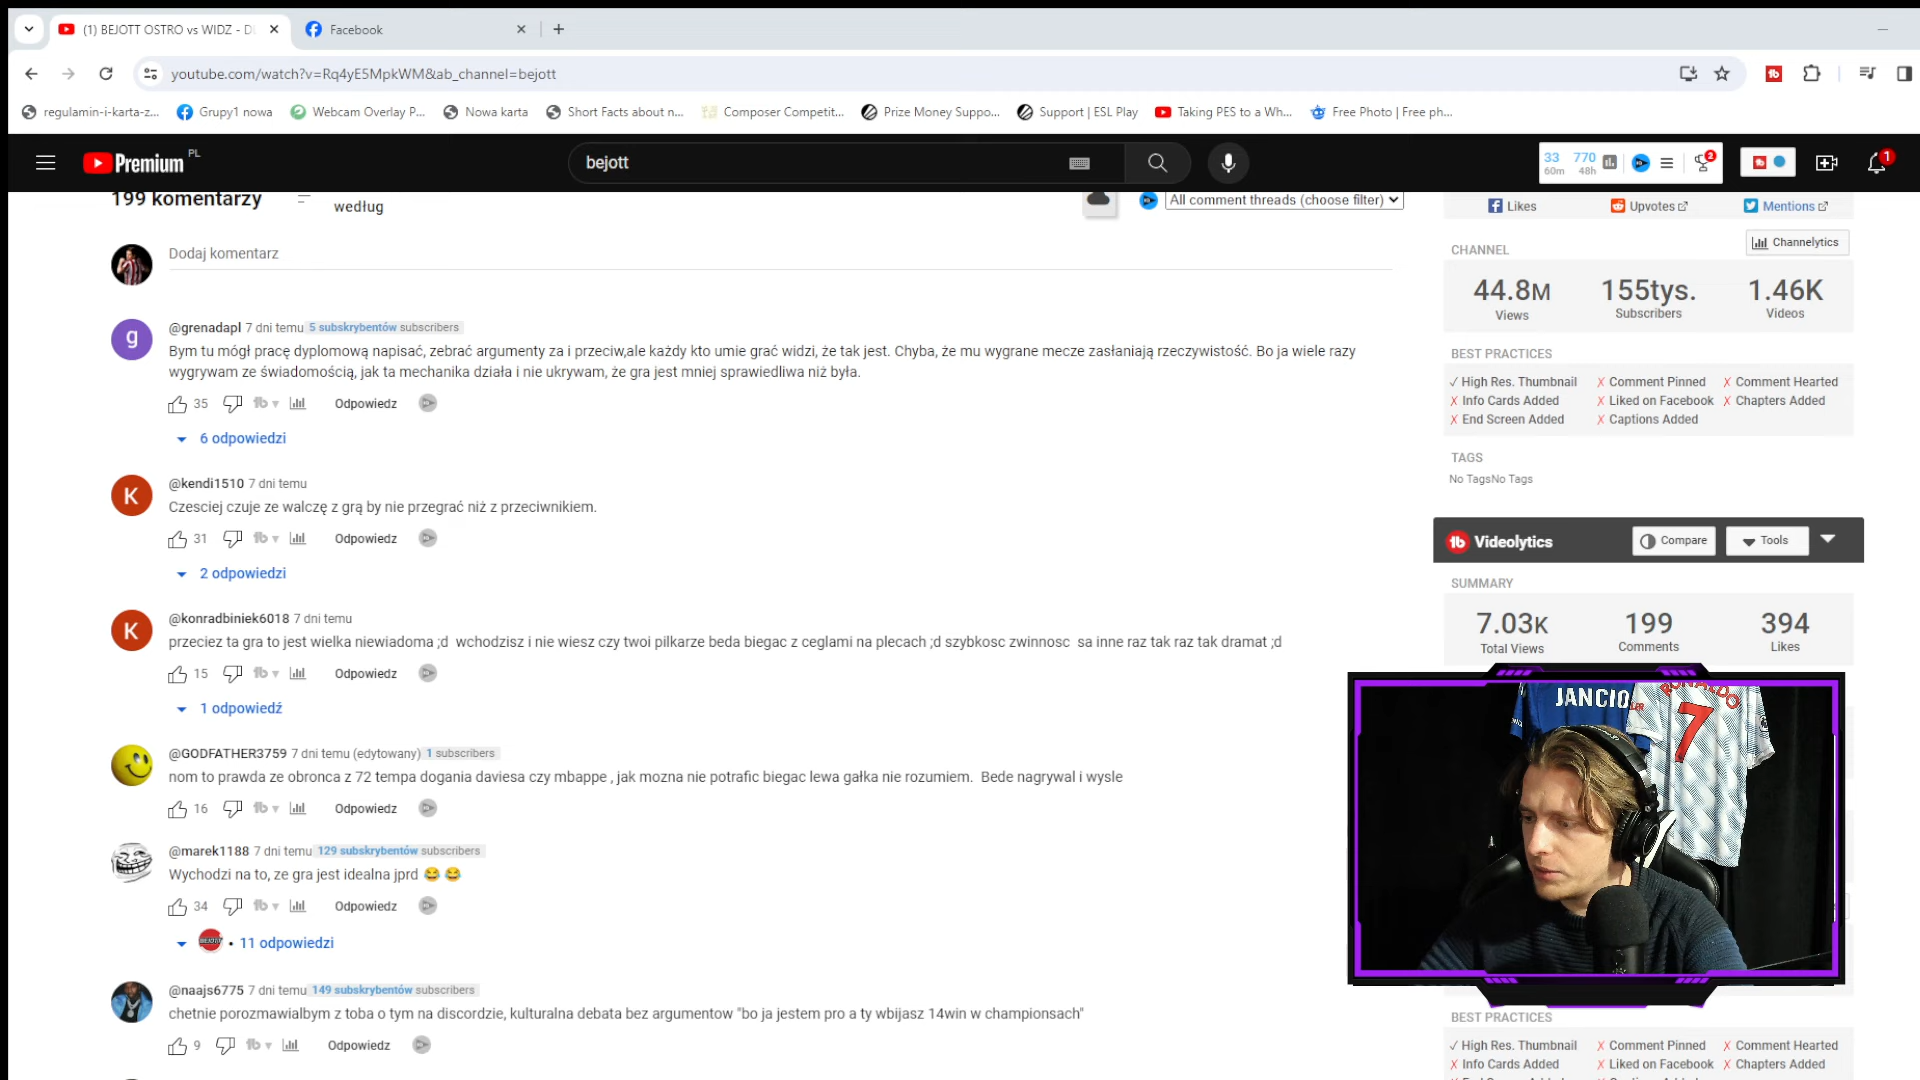 (1) BEJOTT OSTRO vs WIDZ - D
Facebook
youtube.com/watch?v=Rq4yE5MpkWM&ab_channel=bejott
regulamin-i-karta-z...
Grupy1 nowa
Webcam Overlay P...
Nowa karta
Short Facts about n...
Composer Competit...
Prize Money Suppo...
Support | ESL Play
Taking PES to a Wh...
Free Photo | Free ph...
Premium PL
bejott
33 60m 770 48h
2
1
199 komentarzy
według
All comment threads (choose filter)
Dodaj komentarz
@grenadapl 7 dni temu 5 subskrybentów subscribers
Bym tu mógł pracę dyplomową napisać, zebrać argumenty za i przeciw,ale każdy kto umie grać widzi, że tak jest. Chyba, że mu wygrane mecze zasłaniają rzeczywistość. Bo ja wiele razy
wygrywam ze świadomością, jak ta mechanika działa i nie ukrywam, że gra jest mniej sprawiedliwa niż była.
35 Odpowiedz
6 odpowiedzi
@kendi1510 7 dni temu
Czesciej czuje ze walczę z grą by nie przegrać niż z przeciwnikiem.
31 Odpowiedz
2 odpowiedzi
@konradbiniek6018 7 dni temu
przeciez ta gra to jest wielka niewiadoma ;d wchodzisz i nie wiesz czy twoi pilkarze beda biegac z ceglami na plecach ;d szybkosc zwinnosc sa inne raz tak raz tak dramat ;d
15 Odpowiedz
1 odpowiedź
@GODFATHER3759 7 dni temu (edytowany) 1 subscribers
nom to prawda ze obronca z 72 tempa dogania daviesa czy mbappe , jak mozna nie potrafic biegac lewa gałka nie rozumiem. Bede nagrywal i wysle
16 Odpowiedz
@marek1188 7 dni temu 129 subskrybentów subscribers
Wychodzi na to, ze gra jest idealna jprd 😂 😂
34 Odpowiedz
BEJOTT • 11 odpowiedzi
@naajs6775 7 dni temu 149 subskrybentów subscribers
chetnie porozmawialbym z toba o tym na discordzie, kulturalna debata bez argumentow "bo ja jestem pro a ty wbijasz 14win w championsach"
9 Odpowiedz
Likes
Upvotes
Mentions
CHANNEL
Channelytics
44.8M 155tys. 1.46K
Views Subscribers Videos
BEST PRACTICES
✓ High Res. Thumbnail ✗ Comment Pinned ✗ Comment Hearted
✗ Info Cards Added ✗ Liked on Facebook ✗ Chapters Added
✗ End Screen Added ✗ Captions Added
TAGS
No TagsNo Tags
tb Videolytics
Compare
Tools
SUMMARY
7.03K 199 394
Total Views Comments Likes
JANCIO
RONALDO
7
BEST PRACTICES
✓ High Res. Thumbnail ✗ Comment Pinned ✗ Comment Hearted
✗ Info Cards Added ✗ Liked on Facebook ✗ Chapters Added